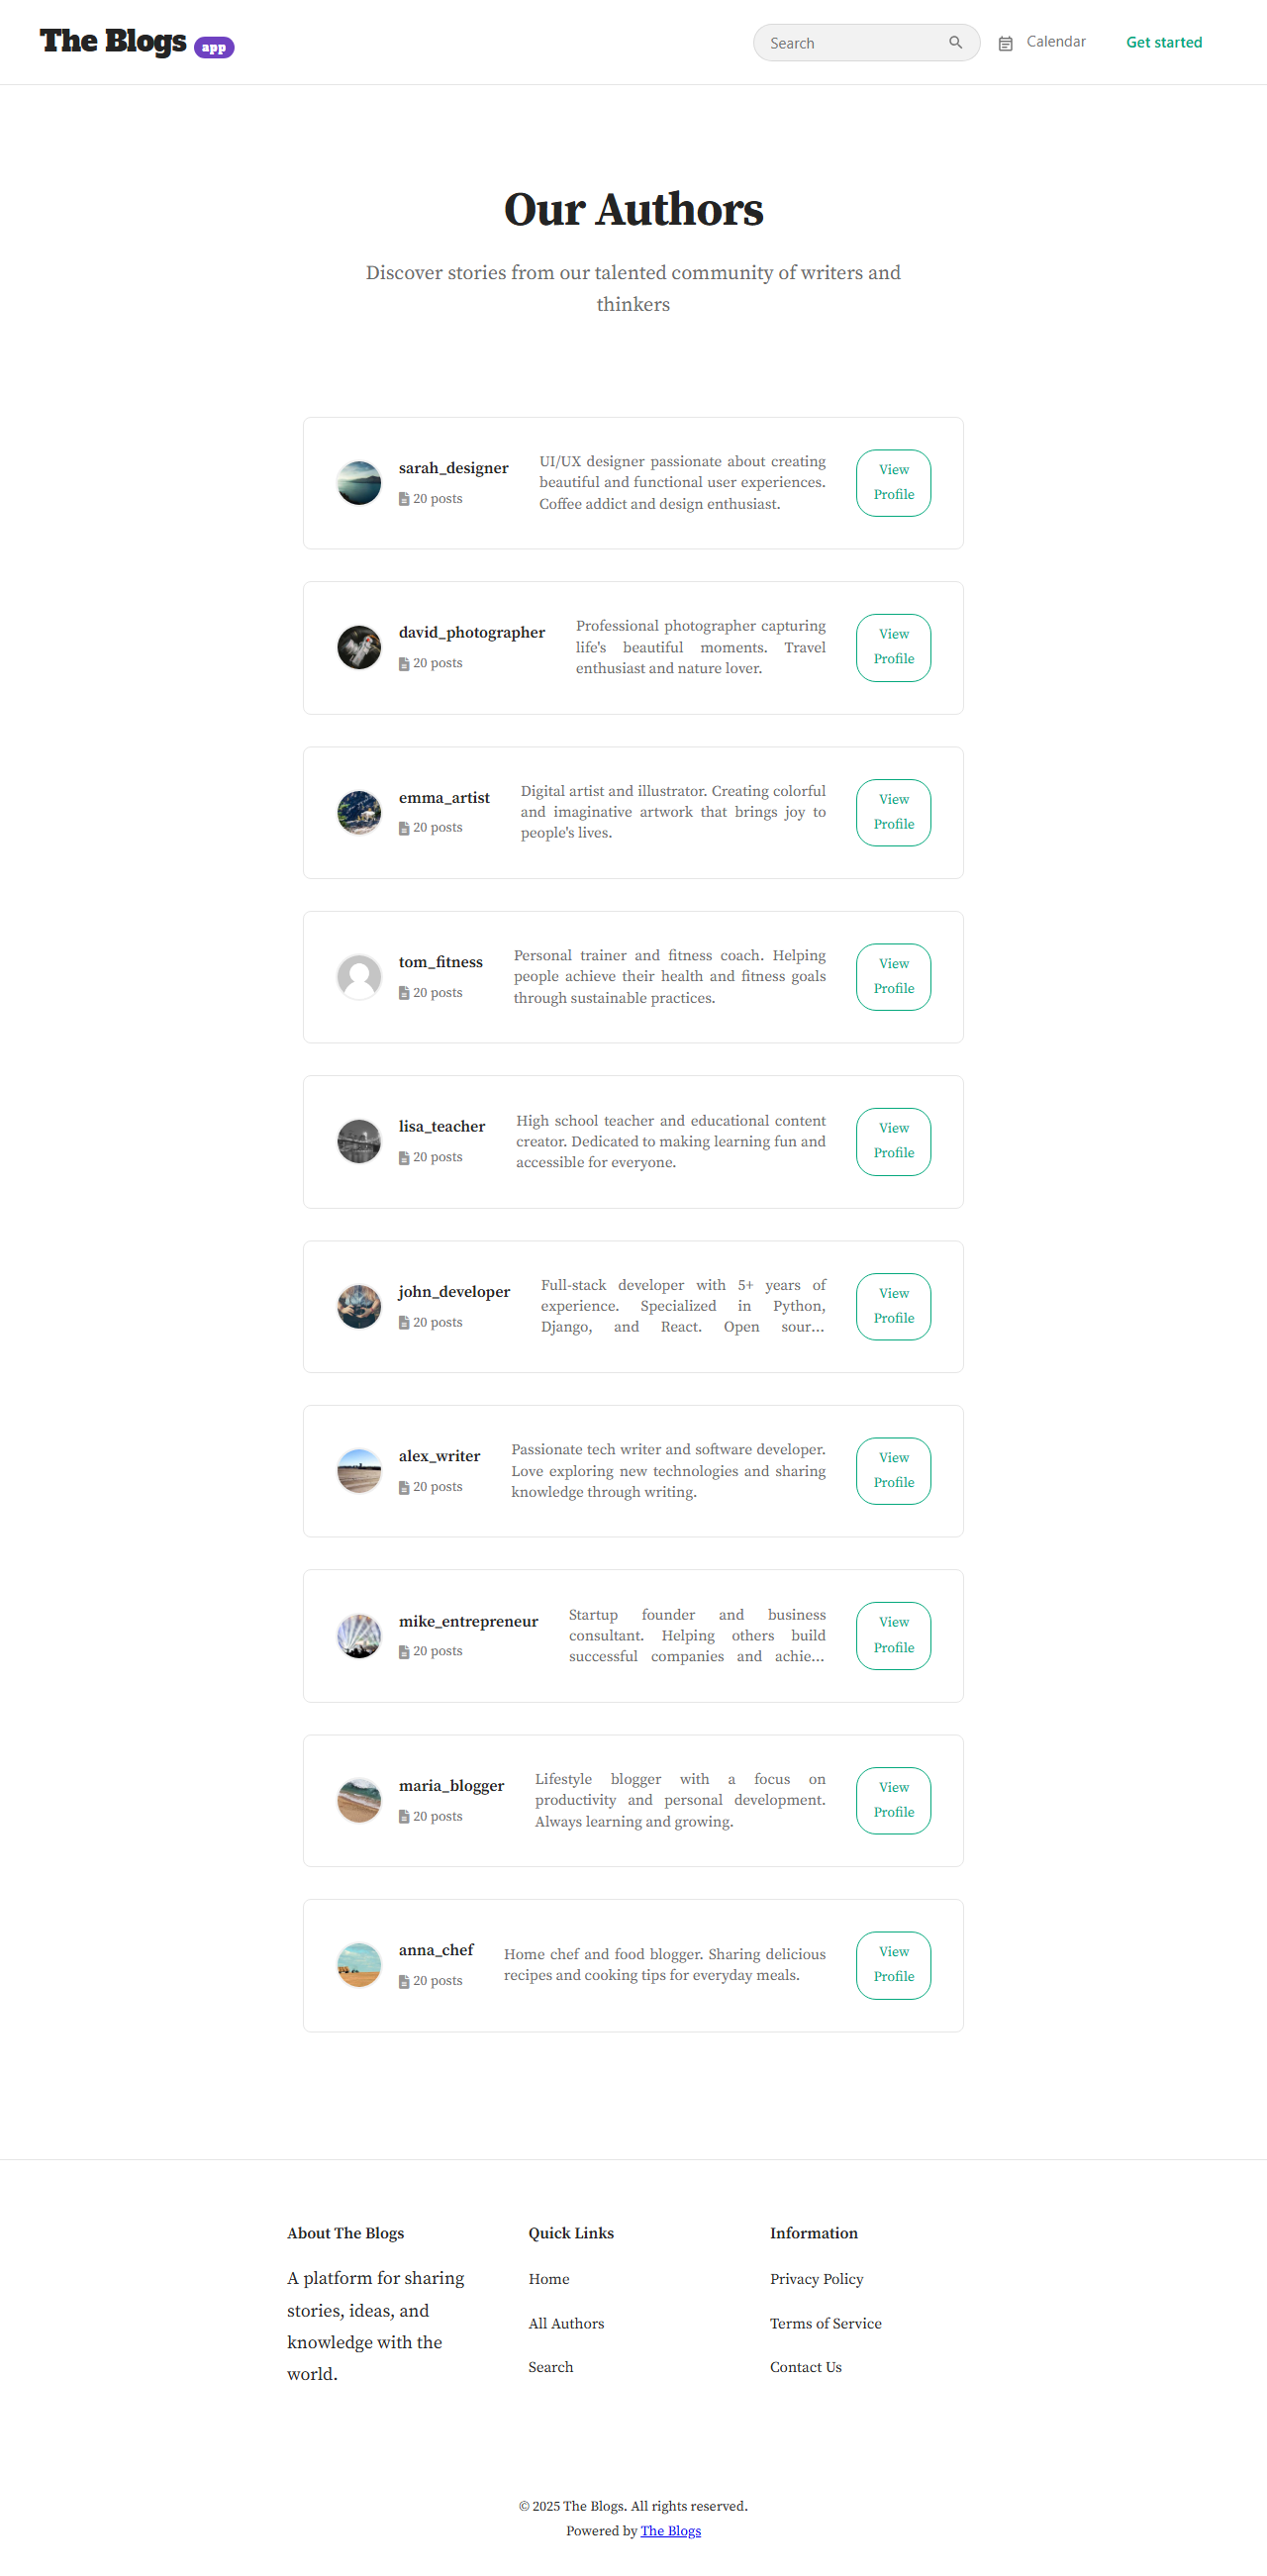 The Blogs app
Search
Calendar
Get started
Our Authors
Discover stories from our talented community of writers and
thinkers
sarah_designer
20 posts
UI/UX designer passionate about creating
beautiful and functional user experiences.
Coffee addict and design enthusiast.
View
Profile
david_photographer
20 posts
Professional photographer capturing
life's beautiful moments. Travel
enthusiast and nature lover.
View
Profile
emma_artist
20 posts
Digital artist and illustrator. Creating colorful
and imaginative artwork that brings joy to
people's lives.
View
Profile
tom_fitness
20 posts
Personal trainer and fitness coach. Helping
people achieve their health and fitness goals
through sustainable practices.
View
Profile
lisa_teacher
20 posts
High school teacher and educational content
creator. Dedicated to making learning fun and
accessible for everyone.
View
Profile
john_developer
20 posts
Full-stack developer with 5+ years of
experience. Specialized in Python,
Django, and React. Open sour...
View
Profile
alex_writer
20 posts
Passionate tech writer and software developer.
Love exploring new technologies and sharing
knowledge through writing.
View
Profile
mike_entrepreneur
20 posts
Startup founder and business
consultant. Helping others build
successful companies and achie...
View
Profile
maria_blogger
20 posts
Lifestyle blogger with a focus on
productivity and personal development.
Always learning and growing.
View
Profile
anna_chef
20 posts
Home chef and food blogger. Sharing delicious
recipes and cooking tips for everyday meals.
View
Profile
About The Blogs
A platform for sharing
stories, ideas, and
knowledge with the
world.
Quick Links
Home
All Authors
Search
Information
Privacy Policy
Terms of Service
Contact Us
© 2025 The Blogs. All rights reserved.
Powered by The Blogs